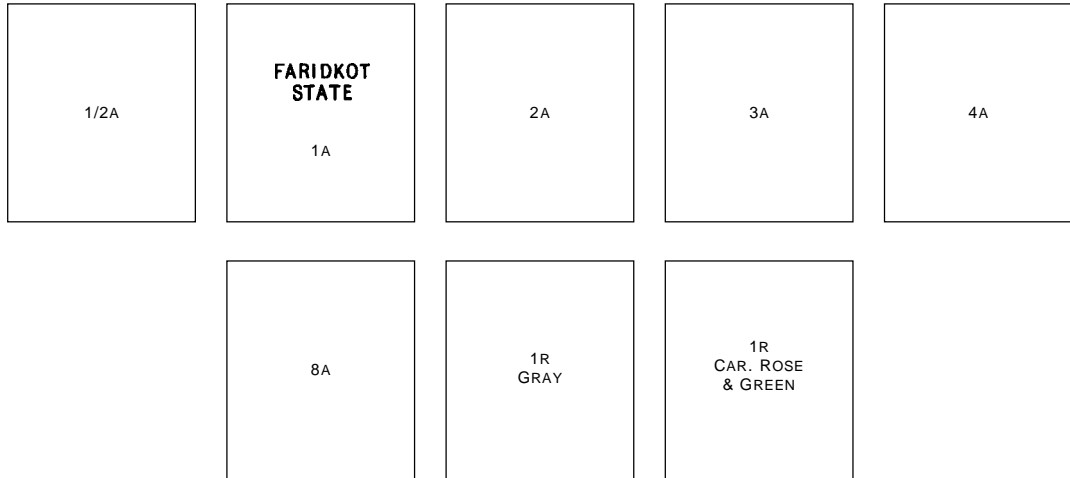 1/2A
FARIDKOT
STATE
1A
2A
3A
4A
8A
1R
GRAY
1R
CAR. ROSE
& GREEN